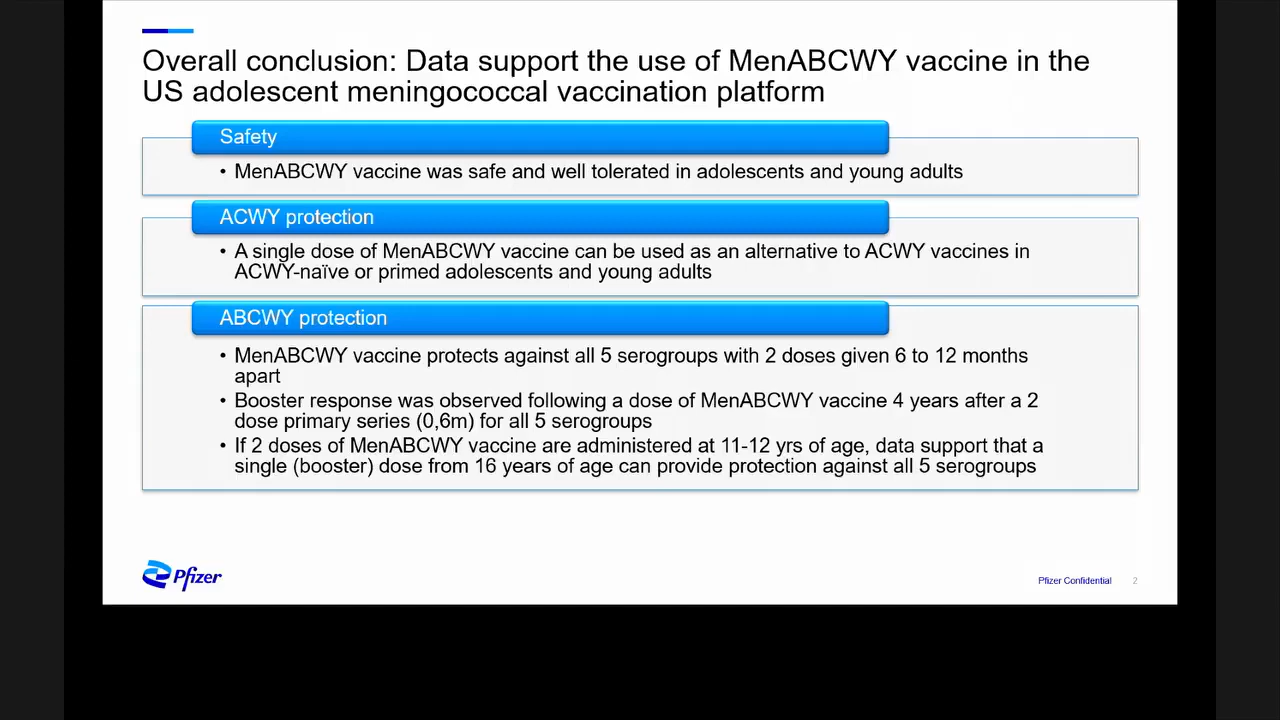 Overall conclusion: Data support the use of MenABCWY vaccine in the
US adolescent meningococcal vaccination platform
Safety
• MenABCWY vaccine was safe and well tolerated in adolescents and young adults
ACWY protection
• A single dose of MenABCWY vaccine can be used as an alternative to ACWY vaccines in
ACWY-naïve or primed adolescents and young adults
ABCWY protection
• MenABCWY vaccine protects against all 5 serogroups with 2 doses given 6 to 12 months
apart
• Booster response was observed following a dose of MenABCWY vaccine 4 years after a 2
dose primary series (0,6m) for all 5 serogroups
• If 2 doses of MenABCWY vaccine are administered at 11-12 yrs of age, data support that a
single (booster) dose from 16 years of age can provide protection against all 5 serogroups
Pfizer
Pfizer Confidential 2